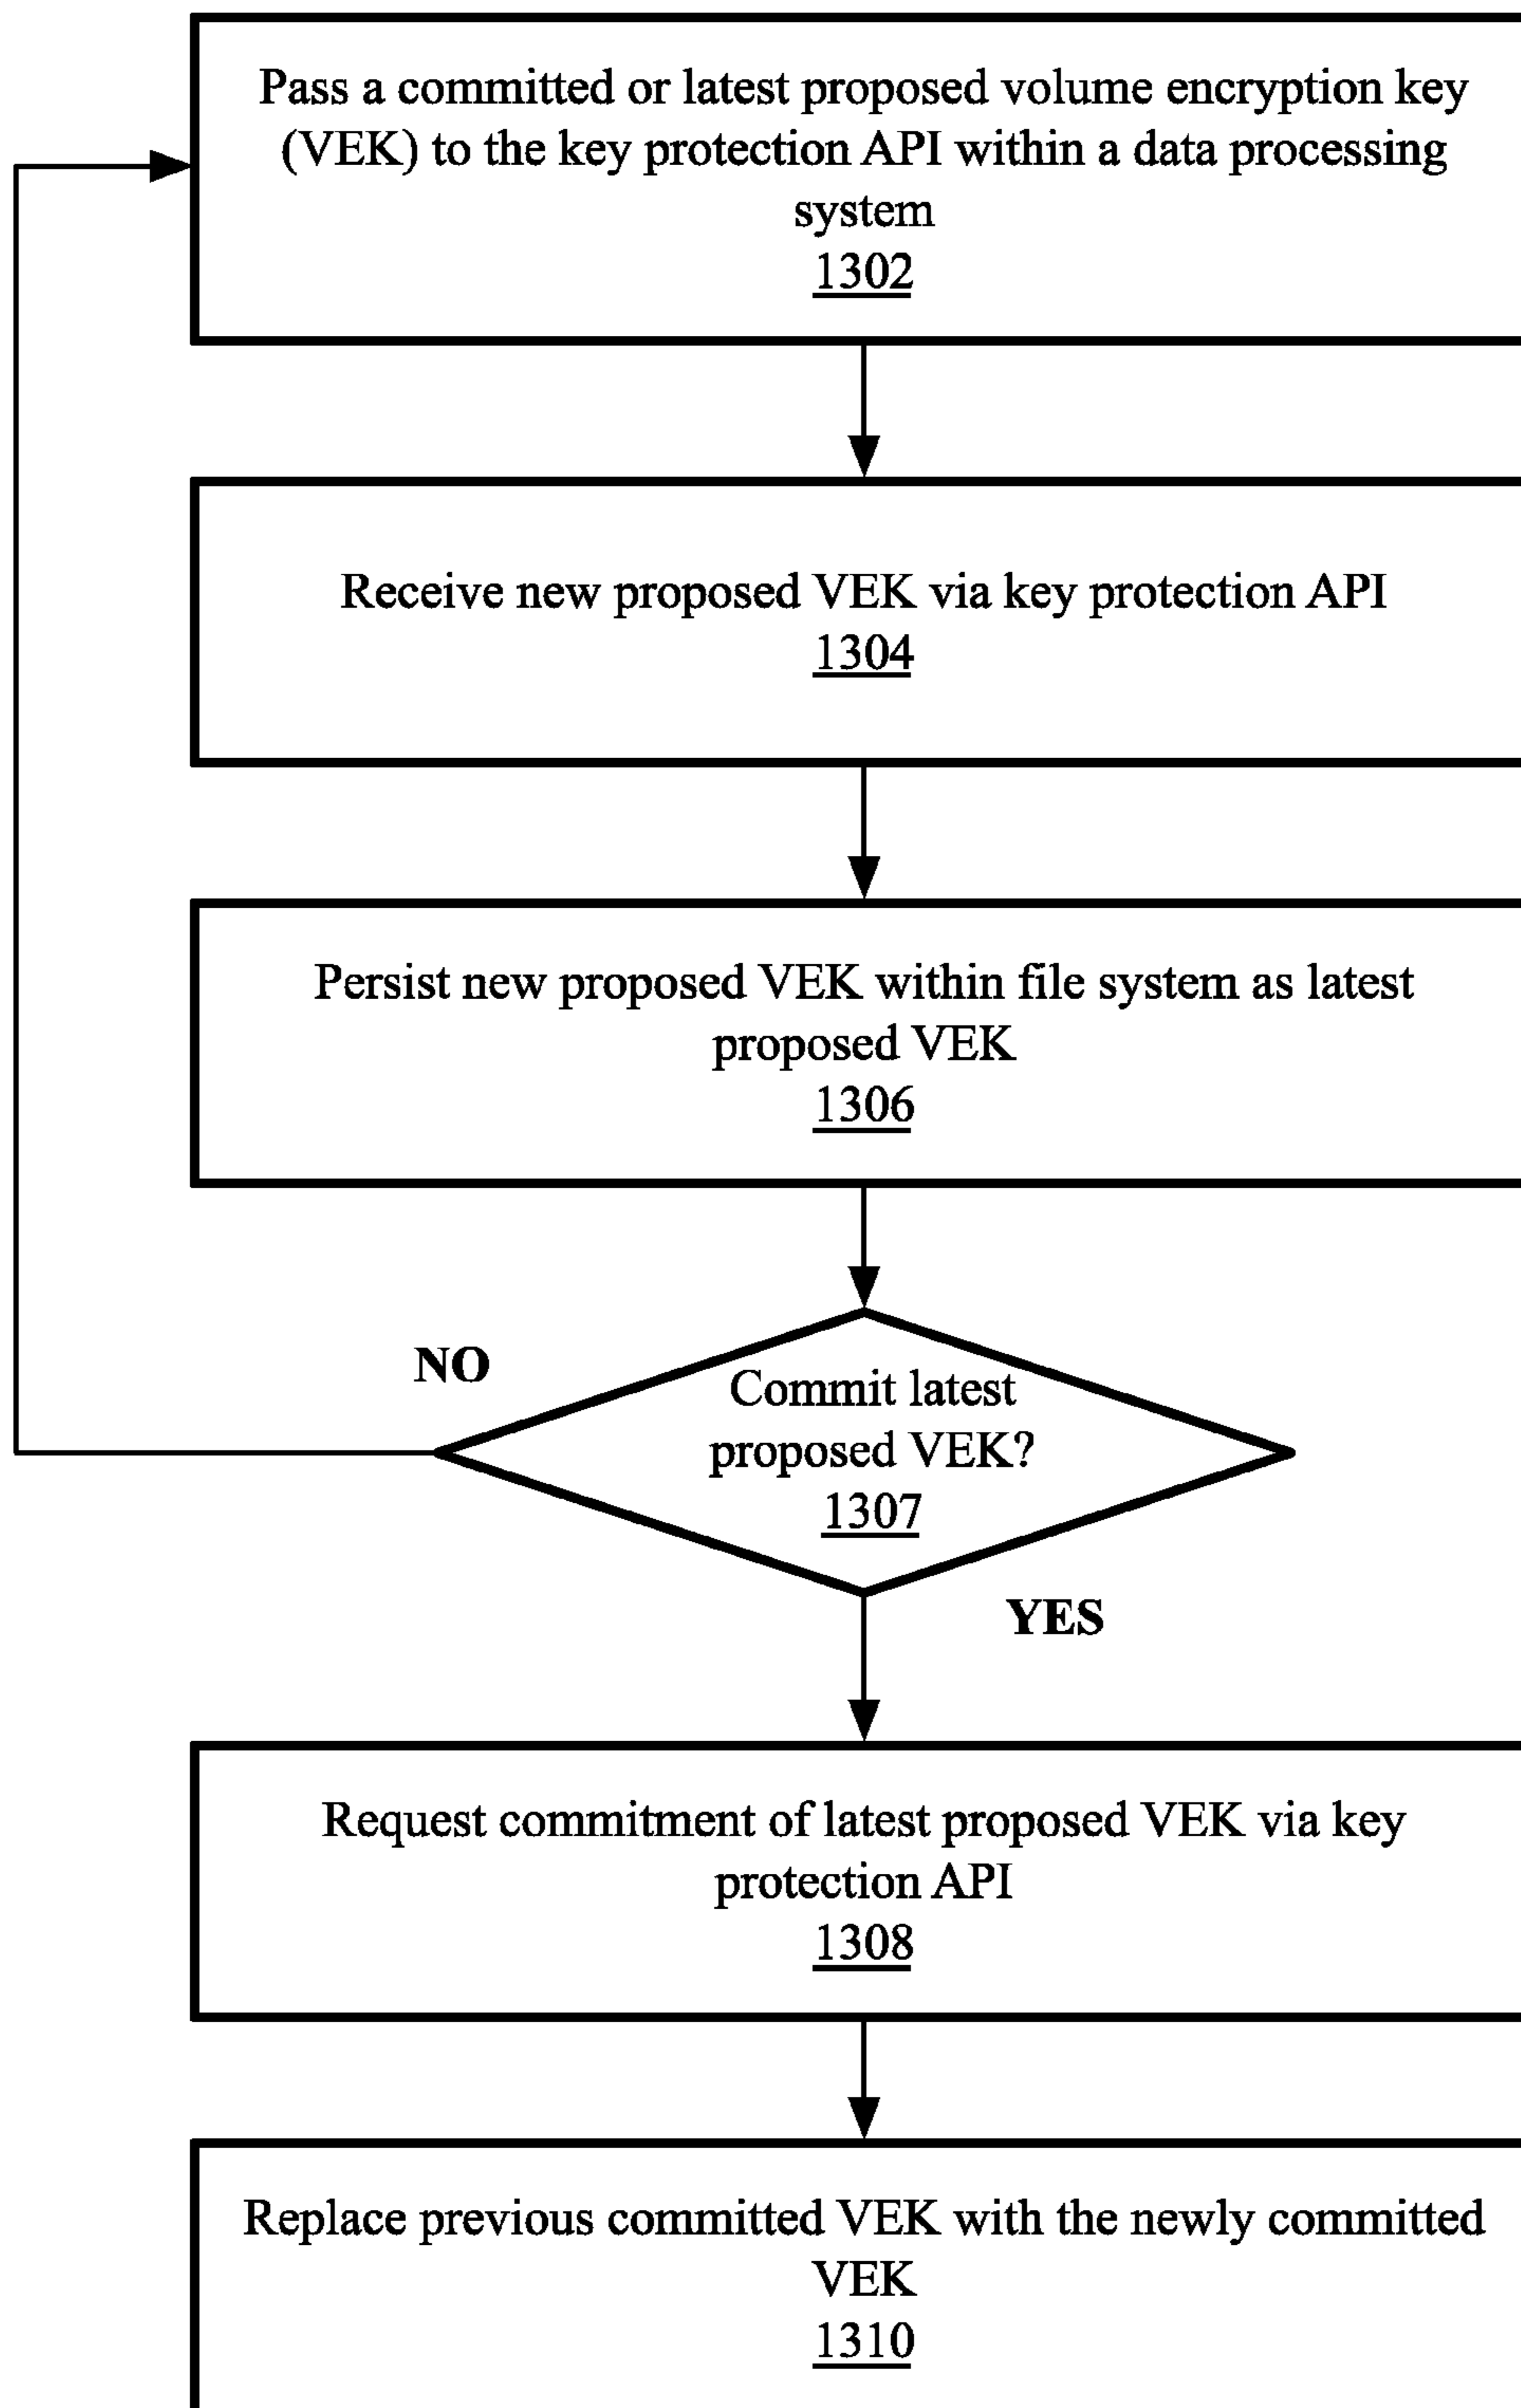 Pass a committed or latest proposed volume encryption key
(VEK) to the key protection API within a data processing
system
1302
Receive new proposed VEK via key protection API
1304
Persist new proposed VEK within file system as latest
proposed VEK
1306
NO
Commit latest
proposed VEK?
1307
YES
Request commitment of latest proposed VEK via key
protection API
1308
Replace previous committed VEK with the newly committed
VEK
1310